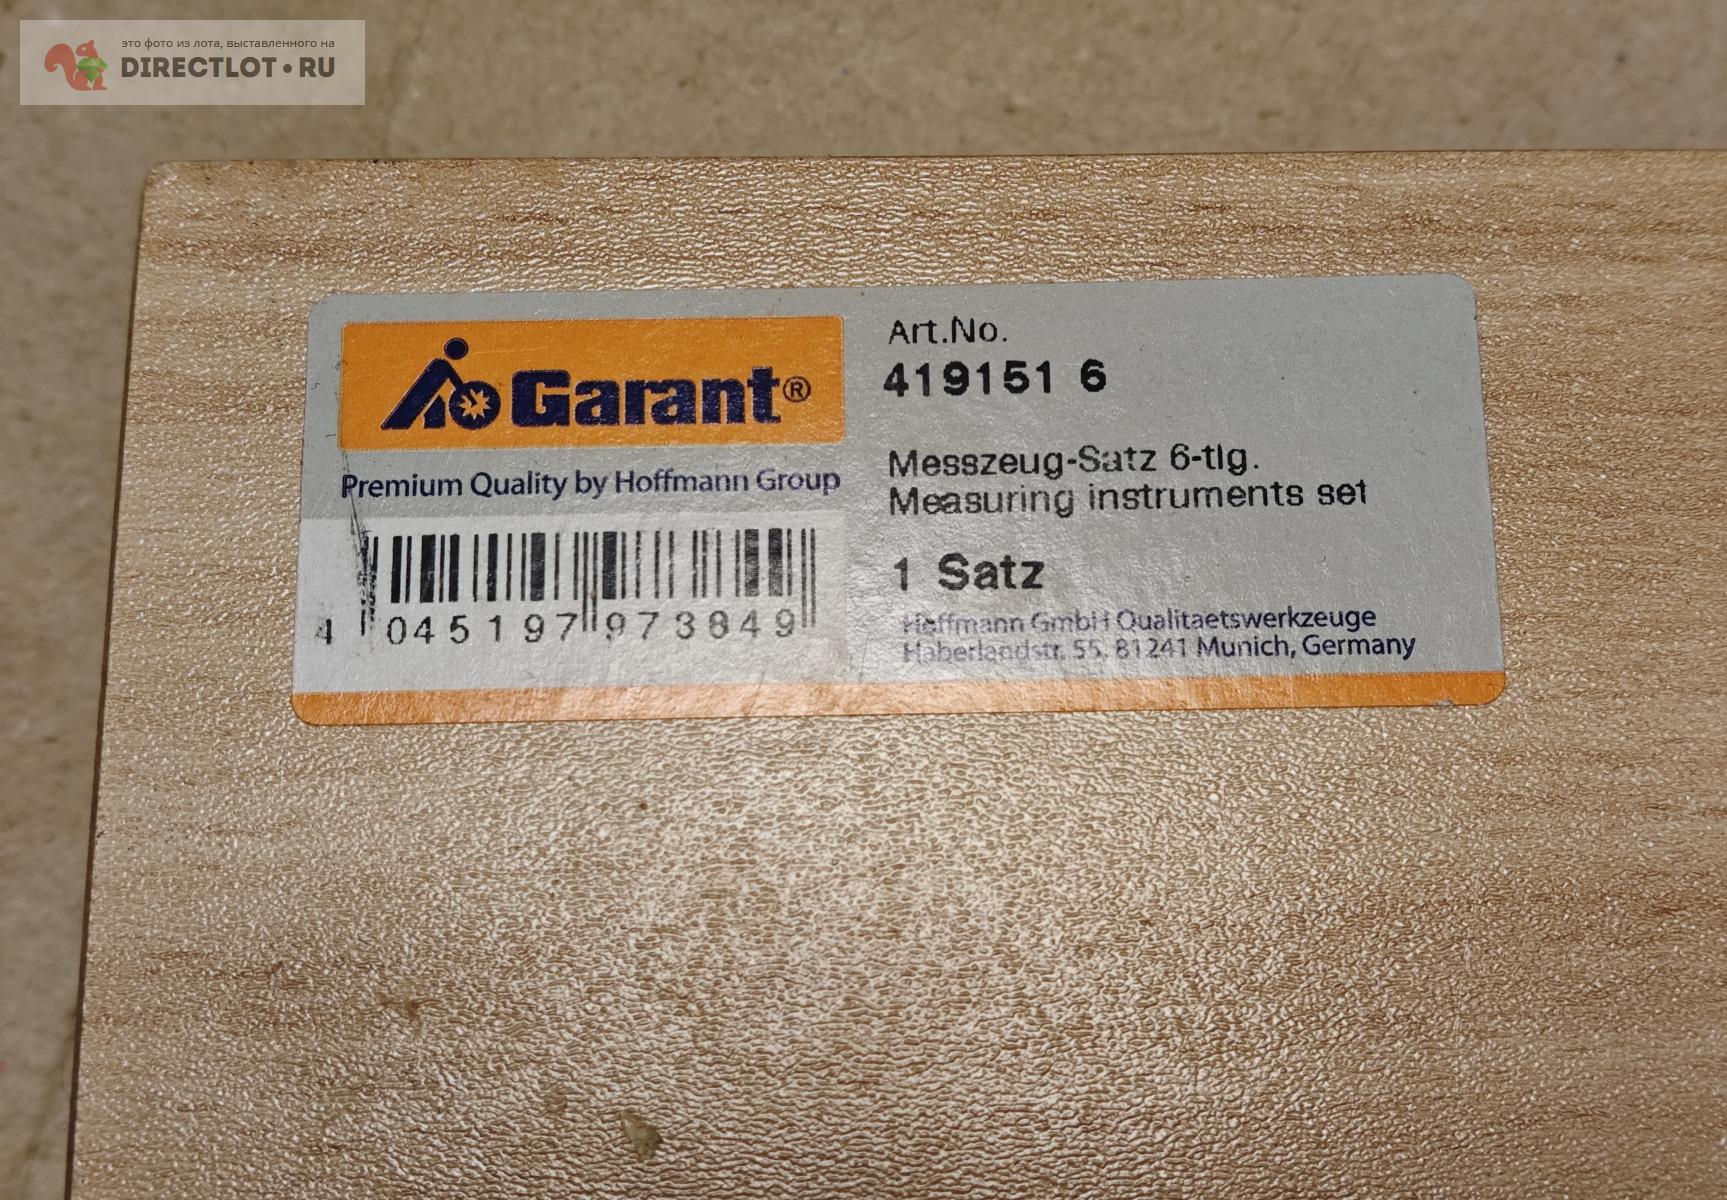 это фото из лота, выставленного на
DIRECTLOT•RU
Garant®
Premium Quality by Hoffmann Group
4 045197 973849
Art.No.
419151 6
Messzeug-Satz 6-tlg.
Measuring instruments set
1 Satz
Hoffmann GmbH Qualitaetswerkzeuge
Haberlandstr. 55, 81241 Munich, Germany